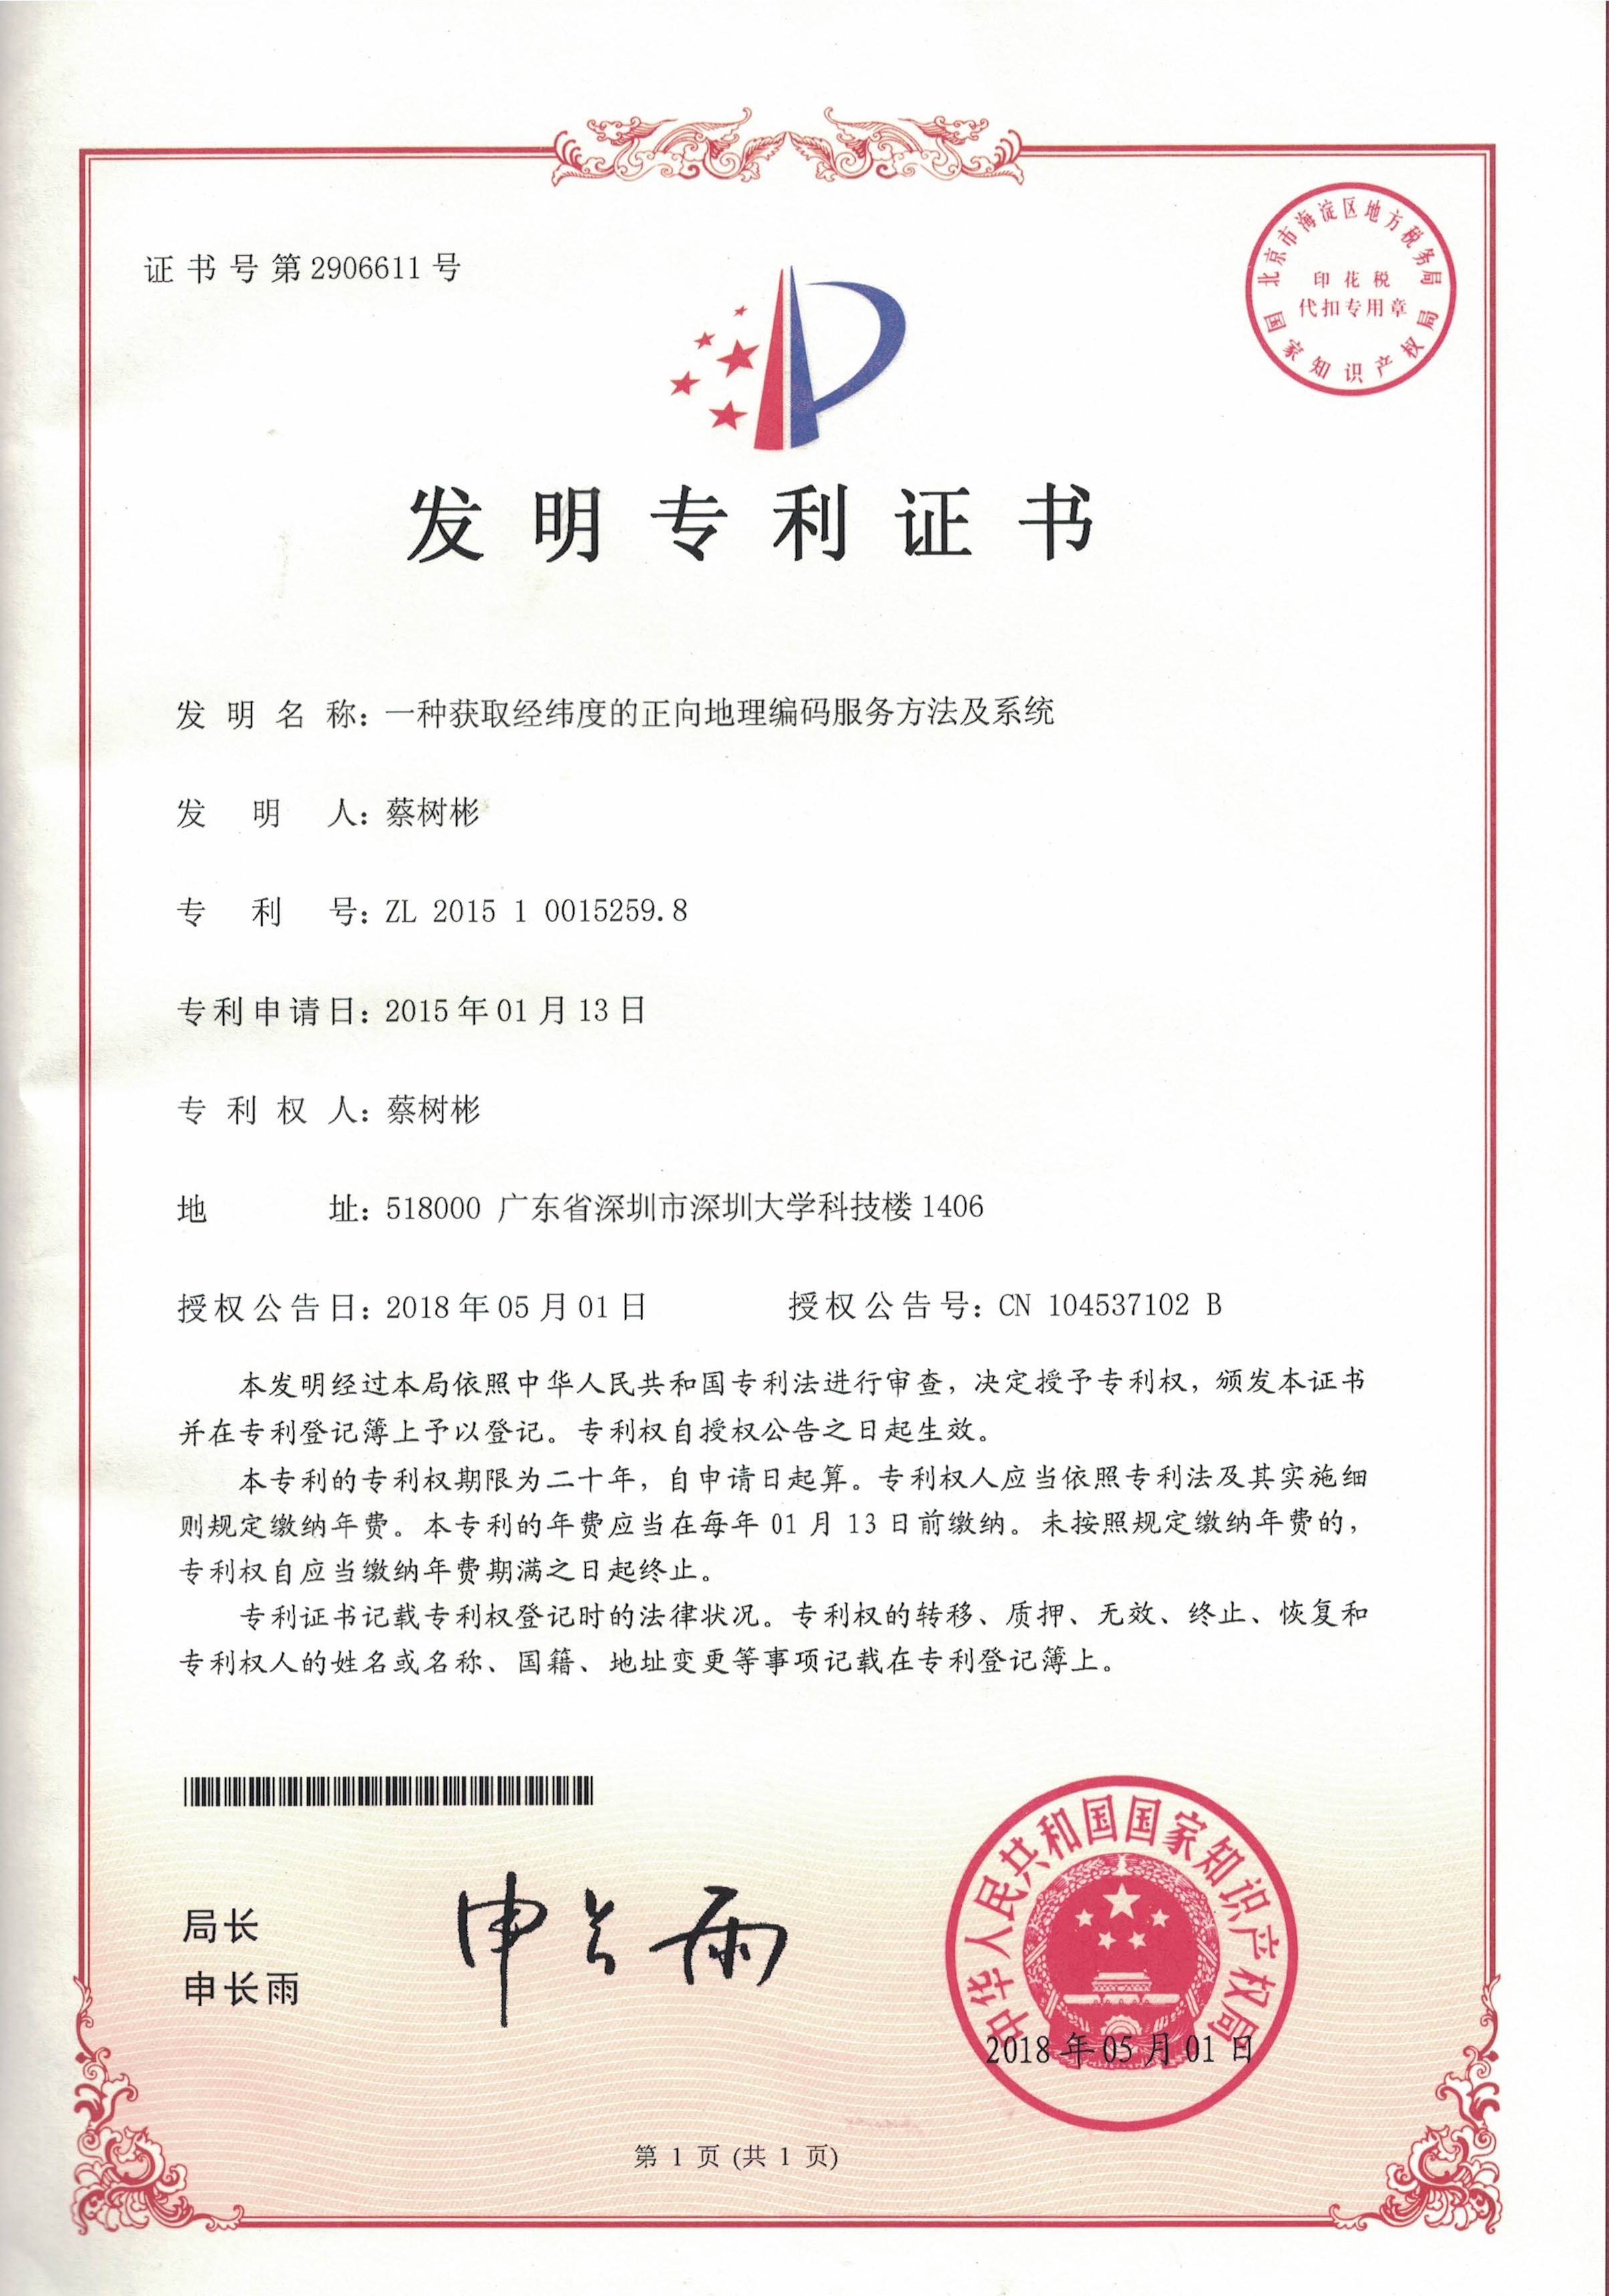 证书号第2906611号
北京市海淀区地方税务局
印花税
代扣专用章
国家知识产权局
发明专利证书
发明名称：一种获取经纬度的正向地理编码服务方法及系统
发明人：蔡树彬
专利号：ZL 2015 1 0015259.8
专利申请日：2015年01月13日
专利权人：蔡树彬
地址：518000 广东省深圳市深圳大学科技楼1406
授权公告日：2018年05月01日 授权公告号：CN 104537102 B
本发明经过本局依照中华人民共和国专利法进行审查，决定授予专利权，颁发本证书
并在专利登记簿上予以登记。专利权自授权公告之日起生效。
本专利的专利权期限为二十年，自申请日起算。专利权人应当依照专利法及其实施细
则规定缴纳年费。本专利的年费应当在每年 01 月 13 日前缴纳。未按照规定缴纳年费的，
专利权自应当缴纳年费期满之日起终止。
专利证书记载专利权登记时的法律状况。专利权的转移、质押、无效、终止、恢复和
专利权人的姓名或名称、国籍、地址变更等事项记载在专利登记簿上。
局长
申长雨
申长雨
中华人民共和国国家知识产权局
2018年05月01日
第 1 页 (共 1 页)